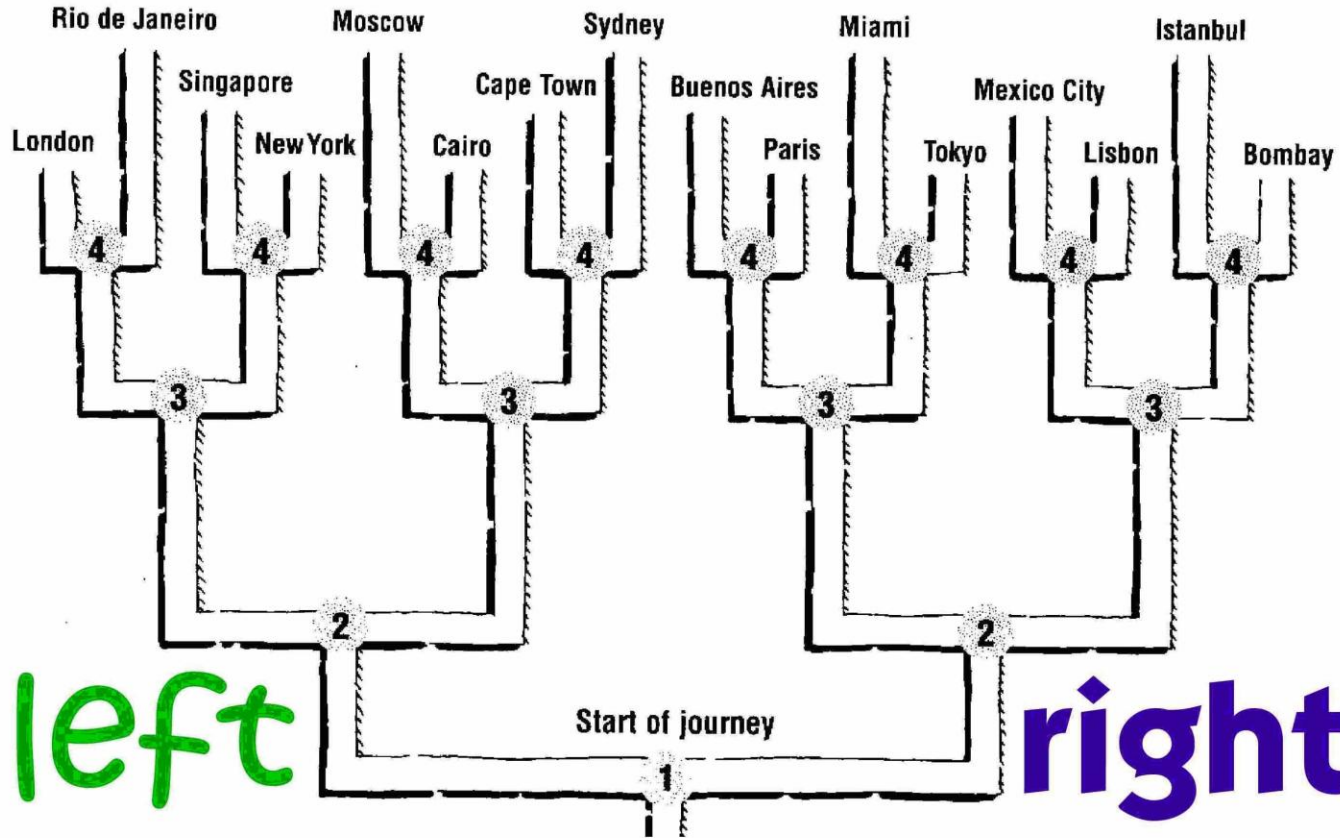 Rio de Janeiro Moscow Sydney Miami Istanbul
Singapore Cape Town Buenos Aires Mexico City
London New York Cairo Paris Tokyo Lisbon Bombay
4 4 4 4 4 4 4 4
3 3 3 3
2 2
left Start of journey right
1